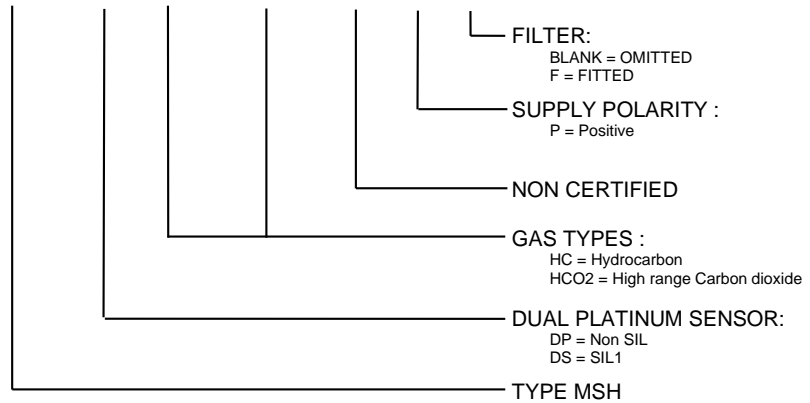 FILTER:
BLANK = OMITTED
F = FITTED
SUPPLY POLARITY :
P = Positive
NON CERTIFIED
GAS TYPES :
HC = Hydrocarbon
HCO2 = High range Carbon dioxide
DUAL PLATINUM SENSOR:
DP = Non SIL
DS = SIL1
TYPE MSH